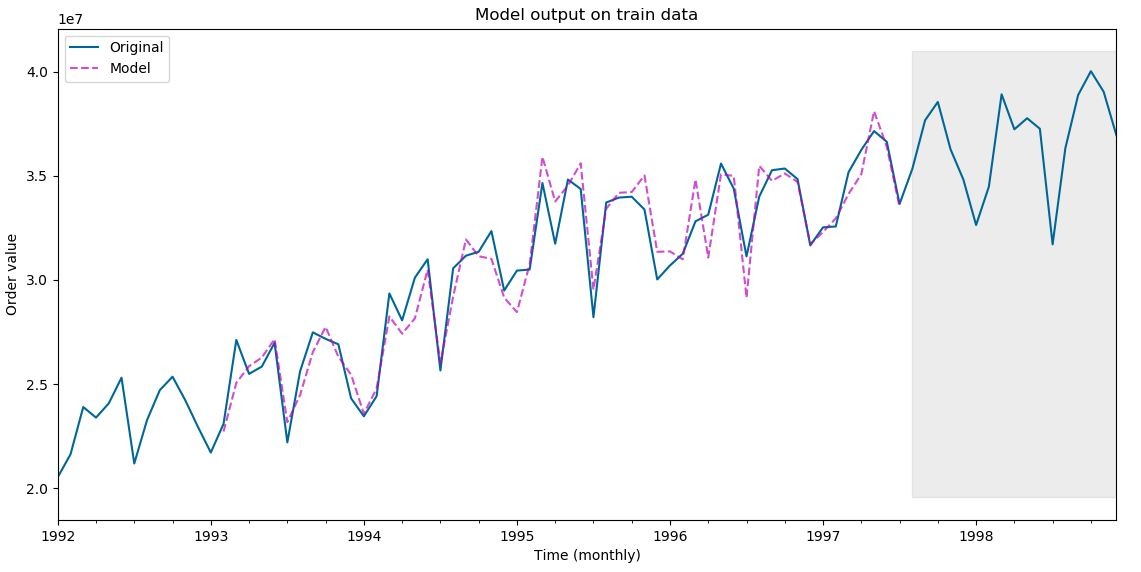 Model output on train data
1e7
Original
Model
4.0
3.5
3.0
2.5
2.0
Order value
1992 1993 1994 1995 1996 1997 1998
Time (monthly)